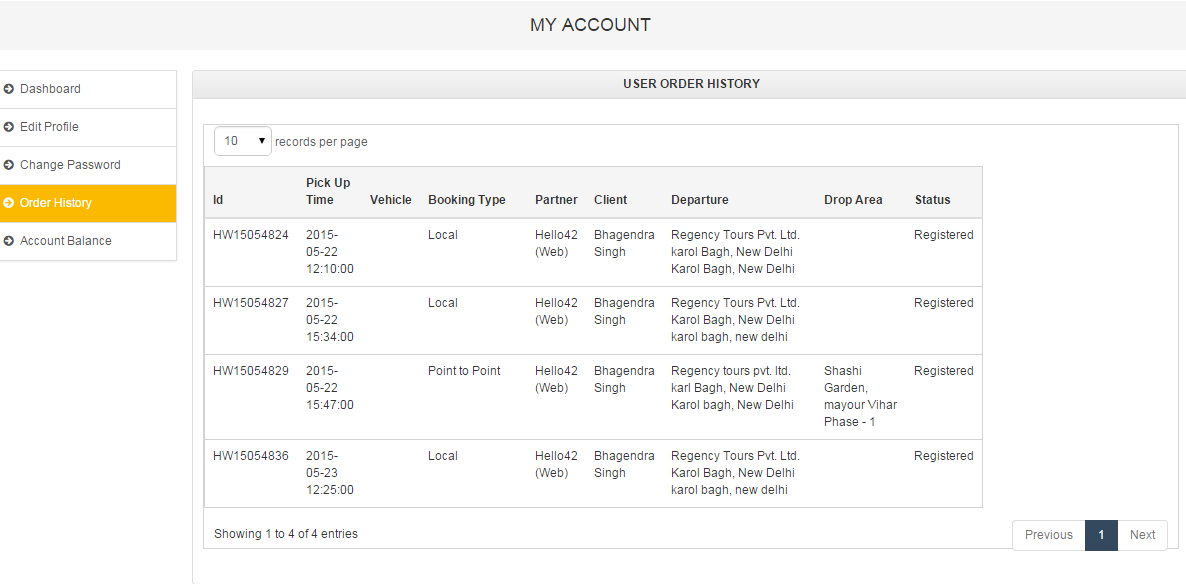 MY ACCOUNT
Dashboard
Edit Profile
Change Password
Order History
Account Balance
USER ORDER HISTORY
10 records per page
Id Pick Up Time Vehicle Booking Type Partner Client Departure Drop Area Status
HW15054824 2015- Local Hello42 Bhagendra Regency Tours Pvt. Ltd. Registered
05-22 (Web) Singh karol Bagh, New Delhi
12:10:00 Karol Bagh, New Delhi
HW15054827 2015- Local Hello42 Bhagendra Regency Tours Pvt. Ltd. Registered
05-22 (Web) Singh Karol Bagh, New Delhi
15:34:00 karol bagh, new delhi
HW15054829 2015- Point to Point Hello42 Bhagendra Regency tours pvt. ltd. Shashi Registered
05-22 (Web) Singh karl Bagh, New Delhi Garden,
15:47:00 Karol bagh, New Delhi mayour Vihar
Phase - 1
HW15054836 2015- Local Hello42 Bhagendra Regency Tours Pvt. Ltd. Registered
05-23 (Web) Singh Karol Bagh, New Delhi
12:25:00 karol bagh, new delhi
Showing 1 to 4 of 4 entries
Previous 1 Next